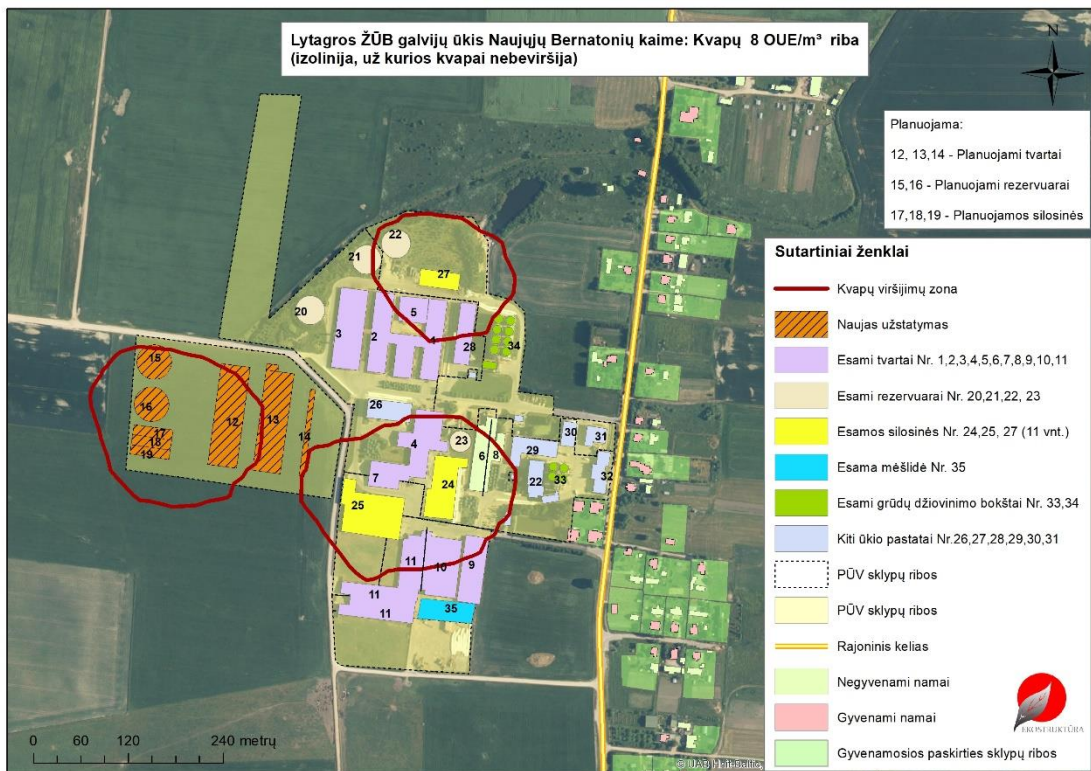 Lytagros ŽŪB galvijų ūkis Naujųjų Bernatonių kaime: Kvapų 8 OUE/m³ riba
(izolinija, už kurios kvapai nebeviršija)
N
Planuojama:
12, 13,14 - Planuojami tvartai
15,16 - Planuojami rezervuarai
17,18,19 - Planuojamos silosinės
Sutartiniai ženklai
Kvapų viršijimų zona
Naujas užstatymas
Esami tvartai Nr. 1,2,3,4,5,6,7,8,9,10,11
Esami rezervuarai Nr. 20,21,22, 23
Esamos silosinės Nr. 24,25, 27 (11 vnt.)
Esama mėšlidė Nr. 35
Esami grūdų džiovinimo bokštai Nr. 33,34
Kiti ūkio pastatai Nr.26,27,28,29,30,31
PŪV sklypų ribos
PŪV sklypų ribos
Rajoninis kelias
Negyvenami namai
Gyvenami namai
Gyvenamosios paskirties sklypų ribos
EKOSTRUKTŪRA
22
21
27
20
5
3
2
28
34
15
16
17
18
19
12
13
14
26
4
23
6
8
29
30
31
7
24
22
33
32
25
11
10
9
11
11
35
0 60 120 240 metrų